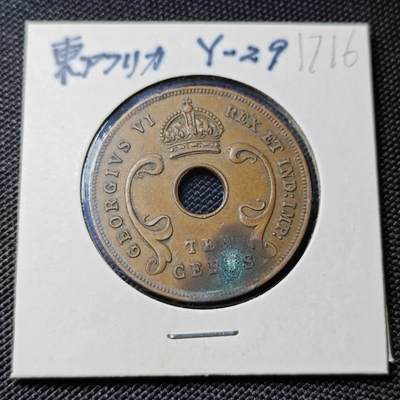 東アフリカ Y-29 1716
GEORGIVS VI REX ET IND: IMP:
TEN
CENTS